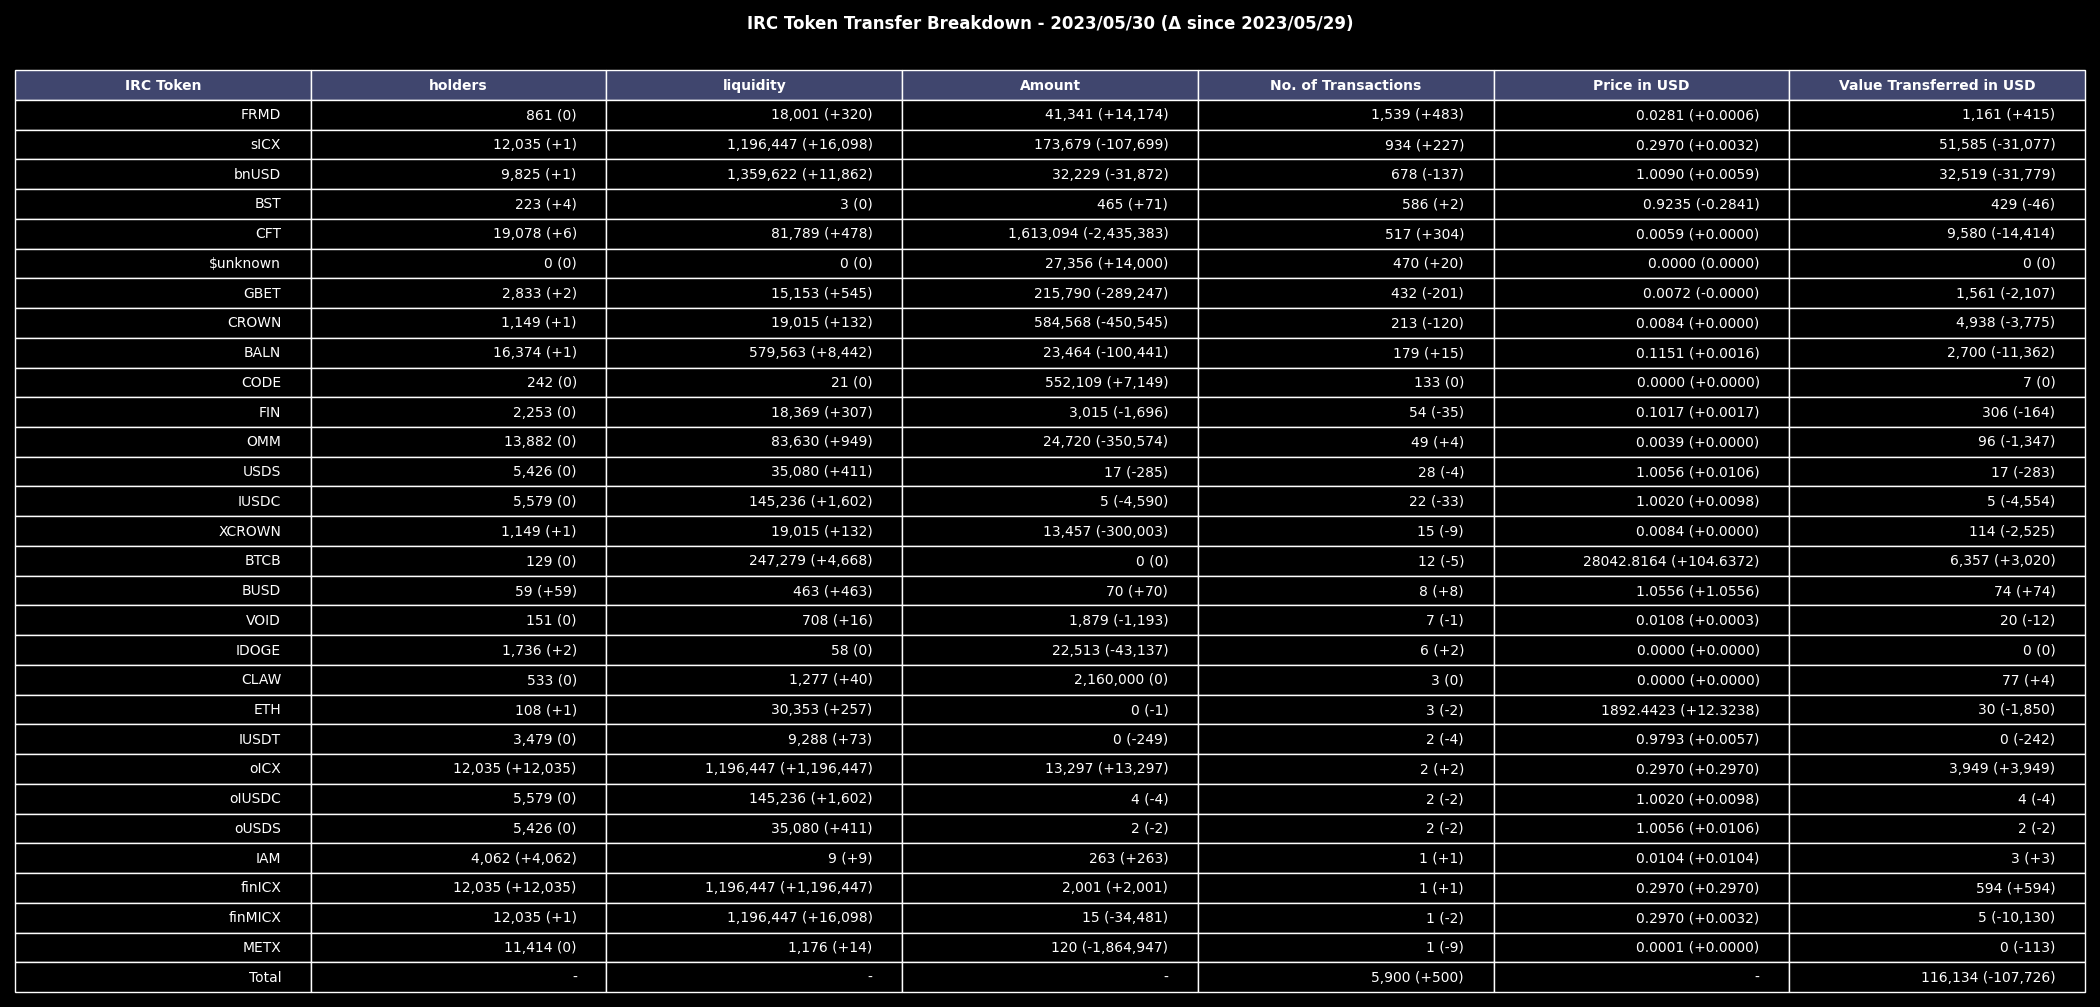 IRC Token Transfer Breakdown - 2023/05/30 (Δ since 2023/05/29)
IRC Token holders liquidity Amount No. of Transactions Price in USD Value Transferred in USD
FRMD 861 (0) 18,001 (+320) 41,341 (+14,174) 1,539 (+483) 0.0281 (+0.0006) 1,161 (+415)
sICX 12,035 (+1) 1,196,447 (+16,098) 173,679 (-107,699) 934 (+227) 0.2970 (+0.0032) 51,585 (-31,077)
bnUSD 9,825 (+1) 1,359,622 (+11,862) 32,229 (-31,872) 678 (-137) 1.0090 (+0.0059) 32,519 (-31,779)
BST 223 (+4) 3 (0) 465 (+71) 586 (+2) 0.9235 (-0.2841) 429 (-46)
CFT 19,078 (+6) 81,789 (+478) 1,613,094 (-2,435,383) 517 (+304) 0.0059 (+0.0000) 9,580 (-14,414)
$unknown 0 (0) 0 (0) 27,356 (+14,000) 470 (+20) 0.0000 (0.0000) 0 (0)
GBET 2,833 (+2) 15,153 (+545) 215,790 (-289,247) 432 (-201) 0.0072 (-0.0000) 1,561 (-2,107)
CROWN 1,149 (+1) 19,015 (+132) 584,568 (-450,545) 213 (-120) 0.0084 (+0.0000) 4,938 (-3,775)
BALN 16,374 (+1) 579,563 (+8,442) 23,464 (-100,441) 179 (+15) 0.1151 (+0.0016) 2,700 (-11,362)
CODE 242 (0) 21 (0) 552,109 (+7,149) 133 (0) 0.0000 (+0.0000) 7 (0)
FIN 2,253 (0) 18,369 (+307) 3,015 (-1,696) 54 (-35) 0.1017 (+0.0017) 306 (-164)
OMM 13,882 (0) 83,630 (+949) 24,720 (-350,574) 49 (+4) 0.0039 (+0.0000) 96 (-1,347)
USDS 5,426 (0) 35,080 (+411) 17 (-285) 28 (-4) 1.0056 (+0.0106) 17 (-283)
IUSDC 5,579 (0) 145,236 (+1,602) 5 (-4,590) 22 (-33) 1.0020 (+0.0098) 5 (-4,554)
XCROWN 1,149 (+1) 19,015 (+132) 13,457 (-300,003) 15 (-9) 0.0084 (+0.0000) 114 (-2,525)
BTCB 129 (0) 247,279 (+4,668) 0 (0) 12 (-5) 28042.8164 (+104.6372) 6,357 (+3,020)
BUSD 59 (+59) 463 (+463) 70 (+70) 8 (+8) 1.0556 (+1.0556) 74 (+74)
VOID 151 (0) 708 (+16) 1,879 (-1,193) 7 (-1) 0.0108 (+0.0003) 20 (-12)
IDOGE 1,736 (+2) 58 (0) 22,513 (-43,137) 6 (+2) 0.0000 (+0.0000) 0 (0)
CLAW 533 (0) 1,277 (+40) 2,160,000 (0) 3 (0) 0.0000 (+0.0000) 77 (+4)
ETH 108 (+1) 30,353 (+257) 0 (-1) 3 (-2) 1892.4423 (+12.3238) 30 (-1,850)
IUSDT 3,479 (0) 9,288 (+73) 0 (-249) 2 (-4) 0.9793 (+0.0057) 0 (-242)
oICX 12,035 (+12,035) 1,196,447 (+1,196,447) 13,297 (+13,297) 2 (+2) 0.2970 (+0.2970) 3,949 (+3,949)
oIUSDC 5,579 (0) 145,236 (+1,602) 4 (-4) 2 (-2) 1.0020 (+0.0098) 4 (-4)
oUSDS 5,426 (0) 35,080 (+411) 2 (-2) 2 (-2) 1.0056 (+0.0106) 2 (-2)
IAM 4,062 (+4,062) 9 (+9) 263 (+263) 1 (+1) 0.0104 (+0.0104) 3 (+3)
finICX 12,035 (+12,035) 1,196,447 (+1,196,447) 2,001 (+2,001) 1 (+1) 0.2970 (+0.2970) 594 (+594)
finMICX 12,035 (+1) 1,196,447 (+16,098) 15 (-34,481) 1 (-2) 0.2970 (+0.0032) 5 (-10,130)
METX 11,414 (0) 1,176 (+14) 120 (-1,864,947) 1 (-9) 0.0001 (+0.0000) 0 (-113)
Total - - - 5,900 (+500) - 116,134 (-107,726)